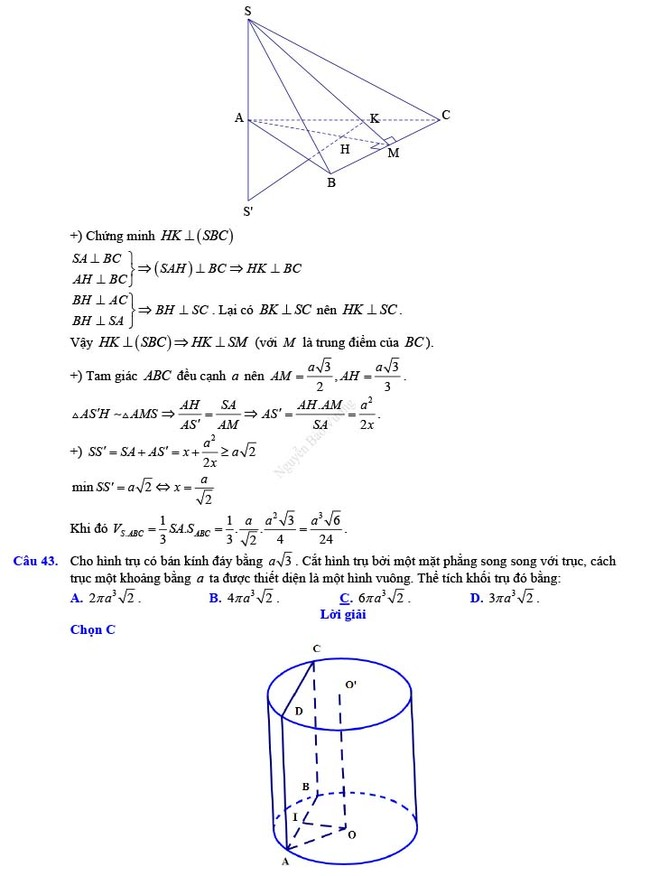 S
A
K
C
H
M
B
S'
+) Chứng minh HK ⊥ (SBC)
SA ⊥ BC
AH ⊥ BC} ⇒ (SAH) ⊥ BC ⇒ HK ⊥ BC
BH ⊥ AC
BH ⊥ SA} ⇒ BH ⊥ SC . Lại có BK ⊥ SC nên HK ⊥ SC .
Vậy HK ⊥ (SBC) ⇒ HK ⊥ SM (với M là trung điểm của BC ).
+) Tam giác ABC đều cạnh a nên AM = a√3/2 , AH = a√3/3 .
△AS'H ~ △AMS ⇒ AH/AS' = SA/AM ⇒ AS' = AH.AM/SA = a²/2x .
+) SS' = SA + AS' = x + a²/2x ≥ a√2
min SS' = a√2 ⇔ x = a/√2
Khi đó V_{S.ABC} = 1/3 SA.S_{ABC} = 1/3 . a/√2 . a²√3/4 = a³√6/24 .
Câu 43. Cho hình trụ có bán kính đáy bằng a√3 . Cắt hình trụ bởi một mặt phẳng song song với trục, cách
trục một khoảng bằng a ta được thiết diện là một hình vuông. Thể tích khối trụ đó bằng:
A. 2πa³√2 . B. 4πa³√2 . C. 6πa³√2 . D. 3πa³√2 .
Lời giải
Chọn C
C
O'
D
B
I
O
A